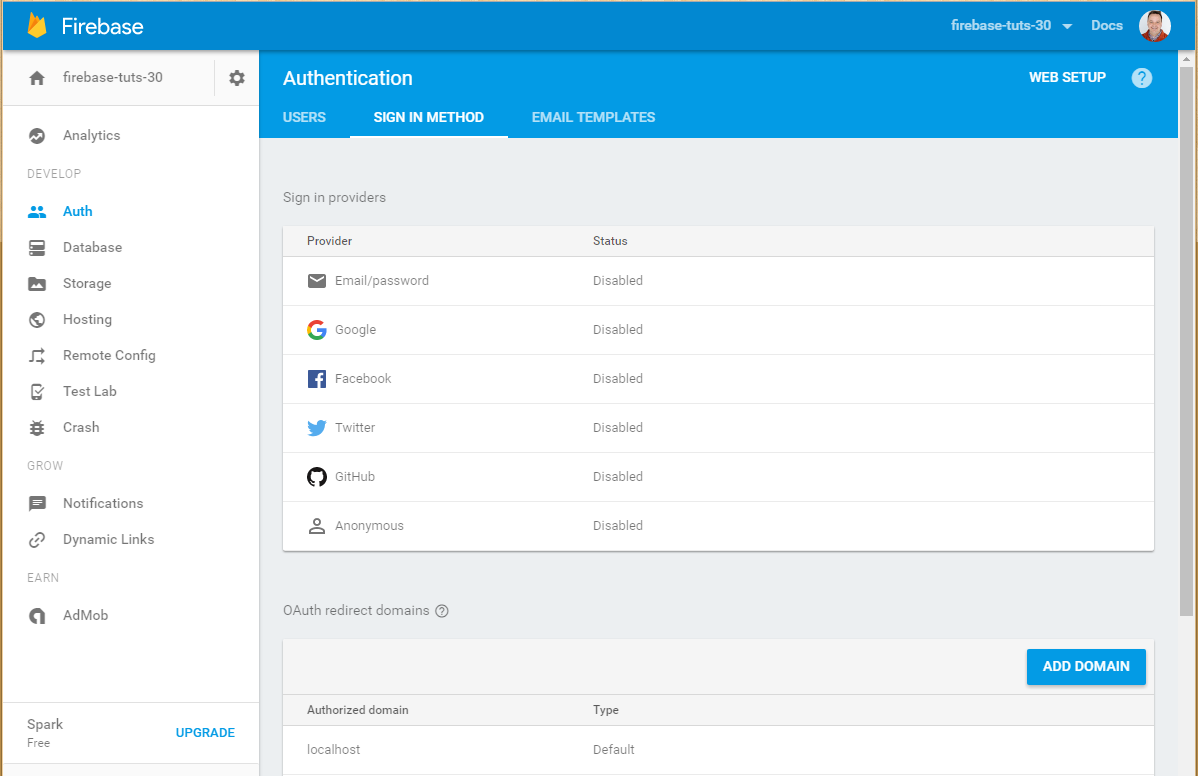 Firebase
firebase-tuts-30 Docs
firebase-tuts-30
Analytics
DEVELOP
Auth
Database
Storage
Hosting
Remote Config
Test Lab
Crash
GROW
Notifications
Dynamic Links
EARN
AdMob
Spark
Free
UPGRADE
Authentication
WEB SETUP ?
USERS SIGN IN METHOD EMAIL TEMPLATES
Sign in providers
Provider Status
Email/password Disabled
Google Disabled
Facebook Disabled
Twitter Disabled
GitHub Disabled
Anonymous Disabled
OAuth redirect domains ?
ADD DOMAIN
Authorized domain Type
localhost Default